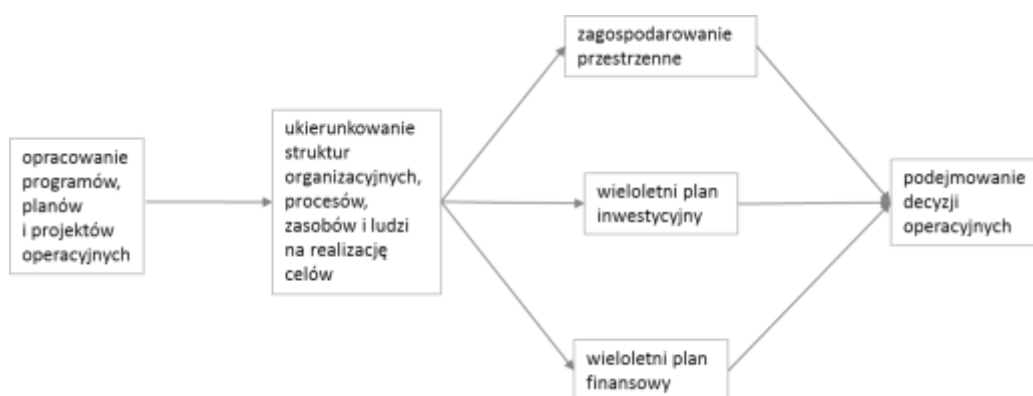 opracowanie
programów,
planów
i projektów
operacyjnych
ukierunkowanie
struktur
organizacyjnych,
procesów,
zasobów i ludzi
na realizację
celów
zagospodarowanie
przestrzenne
wieloletni plan
inwestycyjny
wieloletni plan
finansowy
podejmowanie
decyzji
operacyjnych